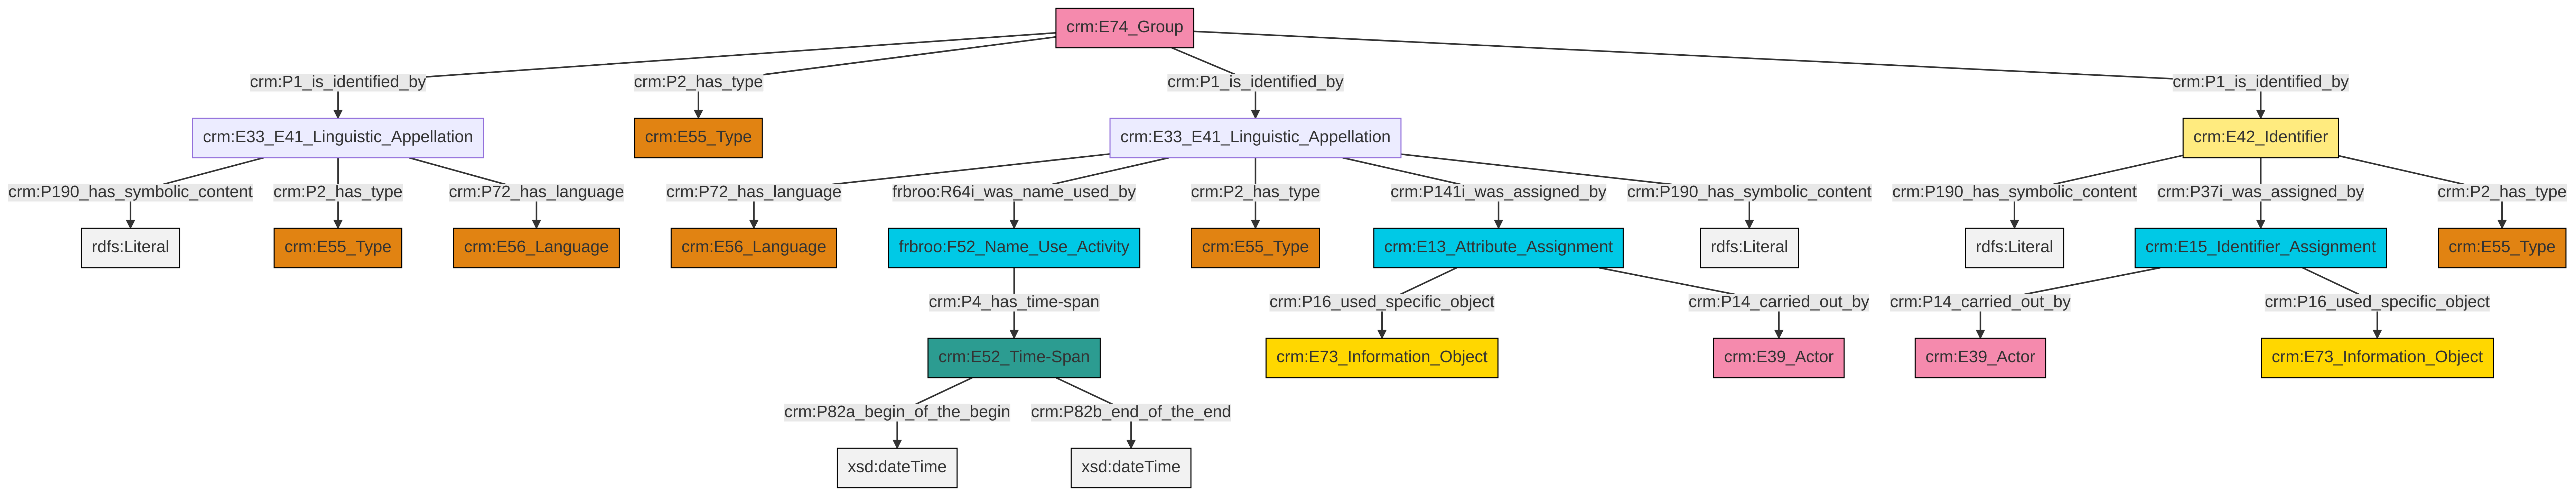 crm:E74_Group
crm:P1_is_identified_by
crm:P2_has_type
crm:P1_is_identified_by
crm:P1_is_identified_by
crm:E33_E41_Linguistic_Appellation
crm:E55_Type
crm:E33_E41_Linguistic_Appellation
crm:E42_Identifier
crm:P190_has_symbolic_content
crm:P2_has_type
crm:P72_has_language
crm:P72_has_language
frbroo:R64i_was_name_used_by
crm:P2_has_type
crm:P141i_was_assigned_by
crm:P190_has_symbolic_content
crm:P190_has_symbolic_content
crm:P37i_was_assigned_by
crm:P2_has_type
rdfs:Literal
crm:E55_Type
crm:E56_Language
crm:E56_Language
frbroo:F52_Name_Use_Activity
crm:E55_Type
crm:E13_Attribute_Assignment
rdfs:Literal
rdfs:Literal
crm:E15_Identifier_Assignment
crm:E55_Type
crm:P4_has_time-span
crm:P16_used_specific_object
crm:P14_carried_out_by
crm:P14_carried_out_by
crm:P16_used_specific_object
crm:E52_Time-Span
crm:E73_Information_Object
crm:E39_Actor
crm:E39_Actor
crm:E73_Information_Object
crm:P82a_begin_of_the_begin
crm:P82b_end_of_the_end
xsd:dateTime
xsd:dateTime